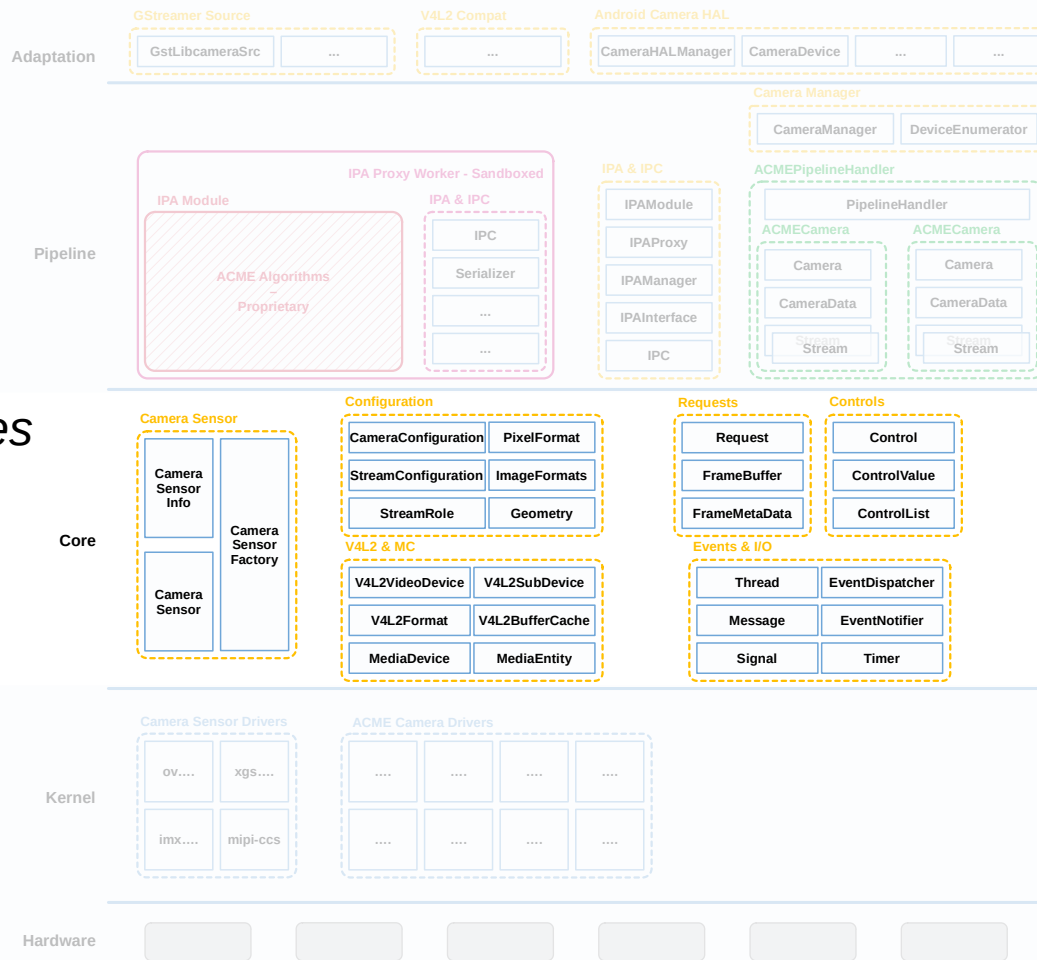 GStreamer Source
V4L2 Compat
Android Camera HAL
Adaptation
GstLibcameraSrc
...
...
CameraHALManager
CameraDevice
...
...
Camera Manager
CameraManager
DeviceEnumerator
IPA Proxy Worker - Sandboxed
IPA & IPC
ACMEPipelineHandler
IPA Module
IPA & IPC
IPAModule
PipelineHandler
ACMECamera
ACMECamera
IPC
IPAProxy
Pipeline
Camera
Camera
Serializer
IPAManager
ACME Algorithms
~
Proprietary
CameraData
CameraData
...
IPAInterface
Stream
Stream
...
IPC
Stream
Stream
es
Camera Sensor
Configuration
Requests
Controls
CameraConfiguration
PixelFormat
Request
Control
Camera
Sensor
Info
StreamConfiguration
ImageFormats
FrameBuffer
ControlValue
StreamRole
Geometry
FrameMetaData
ControlList
Core
Camera
Sensor
Factory
V4L2 & MC
Events & I/O
V4L2VideoDevice
V4L2SubDevice
Thread
EventDispatcher
Camera
Sensor
V4L2Format
V4L2BufferCache
Message
EventNotifier
MediaDevice
MediaEntity
Signal
Timer
Camera Sensor Drivers
ACME Camera Drivers
ov....
xgs....
....
....
....
....
Kernel
imx....
mipi-ccs
....
....
....
....
Hardware